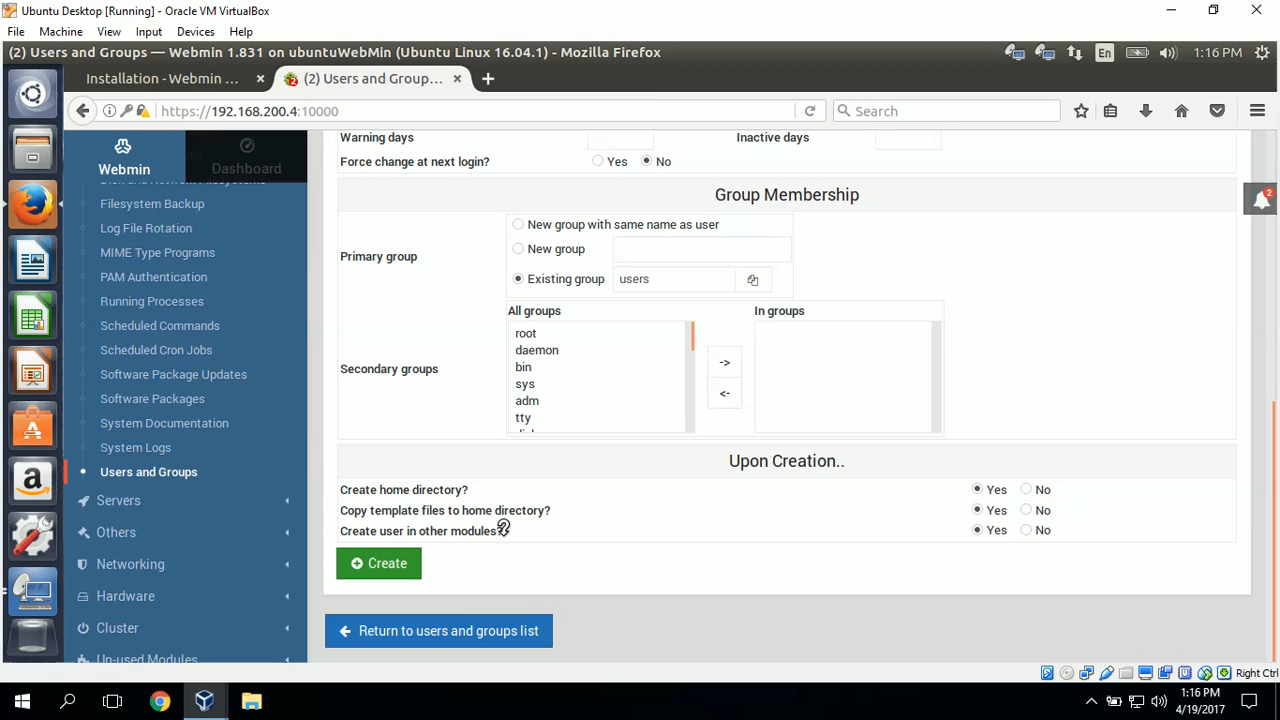 Ubuntu Desktop [Running] - Oracle VM VirtualBox
File Machine View Input Devices Help
(2) Users and Groups — Webmin 1.831 on ubuntuWebMin (Ubuntu Linux 16.04.1) - Mozilla Firefox En 1:16 PM
Installation - Webmin ... × (2) Users and Group... ×
https://192.168.200.4:10000 Search
Webmin Dashboard
Filesystem Backup
Log File Rotation
MIME Type Programs
PAM Authentication
Running Processes
Scheduled Commands
Scheduled Cron Jobs
Software Package Updates
Software Packages
System Documentation
System Logs
Users and Groups
Servers
Others
Networking
Hardware
Cluster
Un-used Modules
Warning days Inactive days
Force change at next login? Yes No
Group Membership
Primary group
New group with same name as user
New group
Existing group users
Secondary groups
All groups In groups
root
daemon
bin
sys
adm
tty
->
<-
Upon Creation..
Create home directory? Yes No
Copy template files to home directory? Yes No
Create user in other modules? Yes No
Create
Return to users and groups list
2
Right Ctrl
1:16 PM
4/19/2017